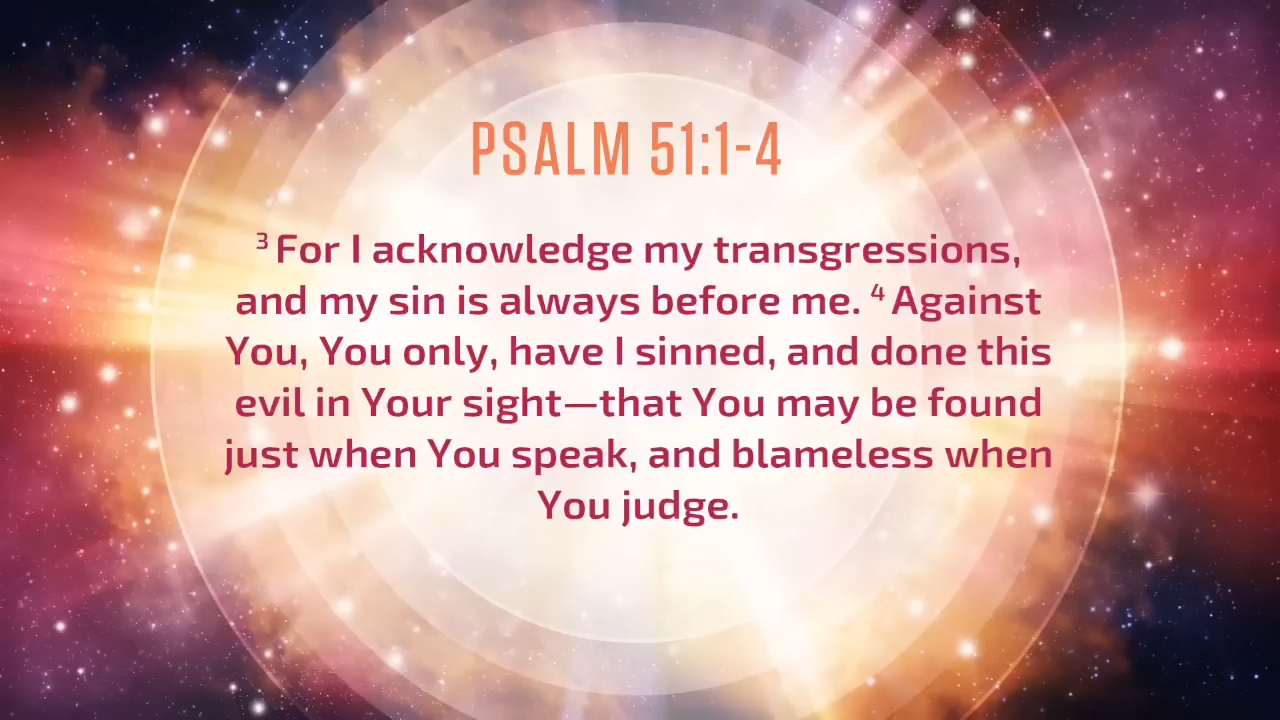 PSALM 51:1-4
³ For I acknowledge my transgressions,
and my sin is always before me. ⁴ Against
You, You only, have I sinned, and done this
evil in Your sight—that You may be found
just when You speak, and blameless when
You judge.